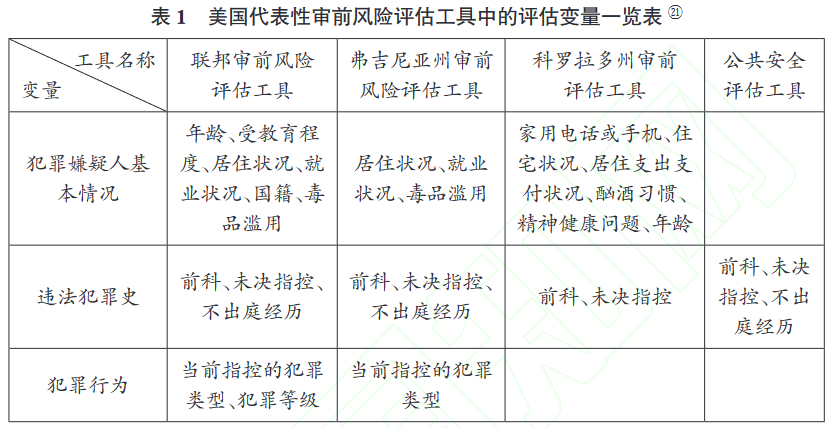 表 1 美国代表性审前风险评估工具中的评估变量一览表㉑
工具名称
变量
联邦审前风险
评估工具
弗吉尼亚州审前
风险评估工具
科罗拉多州审前
评估工具
公共安全
评估工具
犯罪嫌疑人基
本情况
年龄、受教育程
度、居住状况、就
业状况、国籍、毒
品滥用
居住状况、就业
状况、毒品滥用
家用电话或手机、住
宅状况、居住支出支
付状况、酗酒习惯、
精神健康问题、年龄
违法犯罪史
前科、未决指控、
不出庭经历
前科、未决指控、
不出庭经历
前科、未决指控
前科、未决
指控、不出
庭经历
犯罪行为
当前指控的犯罪
类型、犯罪等级
当前指控的犯罪
类型